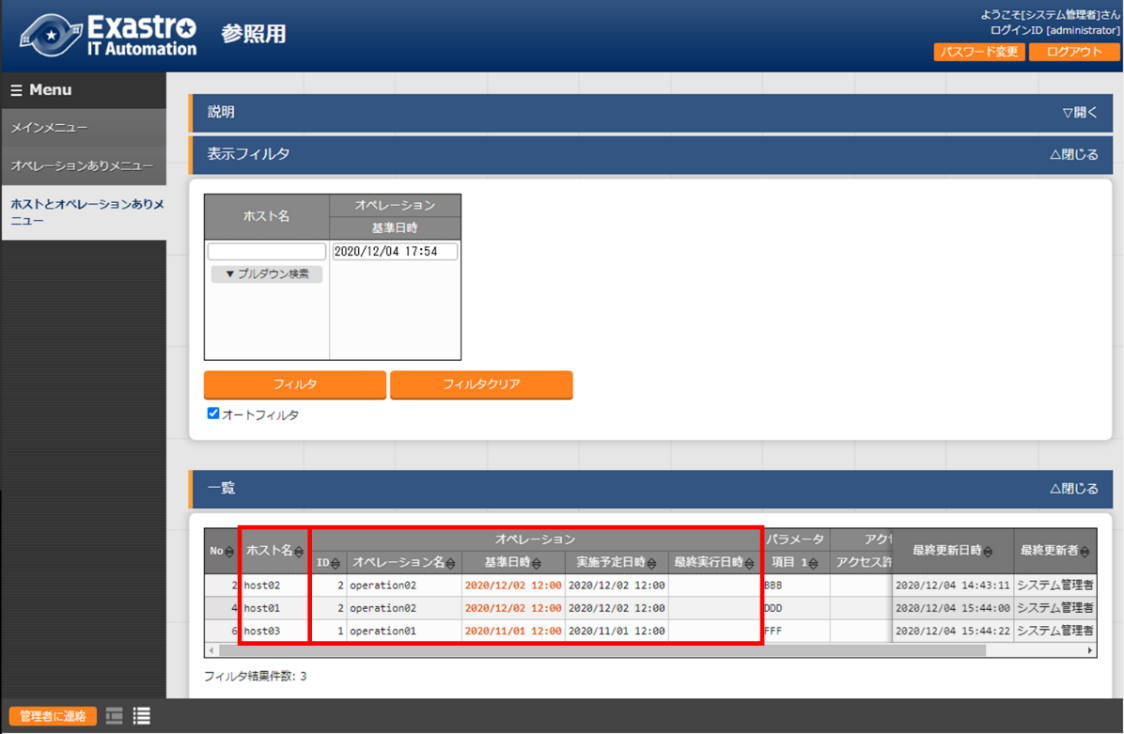 Exastro
IT Automation
参照用
ようこそ[システム管理者]さん
ログインID [administrator]
パスワード変更 ログアウト
☰ Menu
メインメニュー
オペレーションありメニュー
ホストとオペレーションありメ
ニュー
説明 ▽開く
表示フィルタ △閉じる
ホスト名 オペレーション
基準日時
2020/12/04 17:54
▼ プルダウン検索
フィルタ フィルタクリア
オートフィルタ
一覧 △閉じる
No ホスト名 オペレーション パラメータ アクセ 最終更新日時 最終更新者
ID オペレーション名 基準日時 実施予定日時 最終実行日時 項目 1 アクセス許
2 host02 2 operation02 2020/12/02 12:00 2020/12/02 12:00 BBB 2020/12/04 14:43:11 システム管理者
4 host01 2 operation02 2020/12/02 12:00 2020/12/02 12:00 DDD 2020/12/04 15:44:00 システム管理者
6 host03 1 operation01 2020/11/01 12:00 2020/11/01 12:00 FFF 2020/12/04 15:44:22 システム管理者
フィルタ結果件数: 3
管理者に連絡